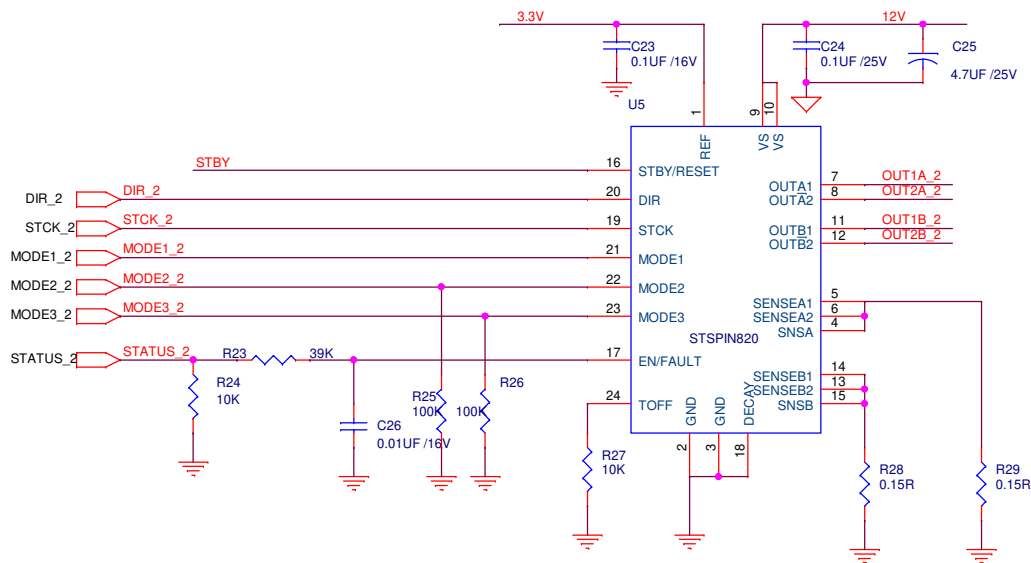 3.3V
12V
C23
0.1UF /16V
C24
0.1UF /25V
C25
4.7UF /25V
U5
1
9
10
REF
VS
VS
STBY
16
STBY/RESET
DIR_2
DIR_2
20
DIR
STCK_2
STCK_2
19
STCK
MODE1_2
MODE1_2
21
MODE1
MODE2_2
MODE2_2
22
MODE2
MODE3_2
MODE3_2
23
MODE3
STATUS_2
STATUS_2
R23
39K
17
EN/FAULT
24
TOFF
OUTA1
7
OUT1A_2
OUTA2
8
OUT2A_2
OUTB1
11
OUT1B_2
OUTB2
12
OUT2B_2
SENSEA1
5
SENSEA2
6
SNSA
4
STSPIN820
SENSEB1
14
SENSEB2
13
SNSB
15
GND
GND
DECAY
2
3
18
R24
10K
C26
0.01UF /16V
R25
100K
R26
100K
R27
10K
R28
0.15R
R29
0.15R